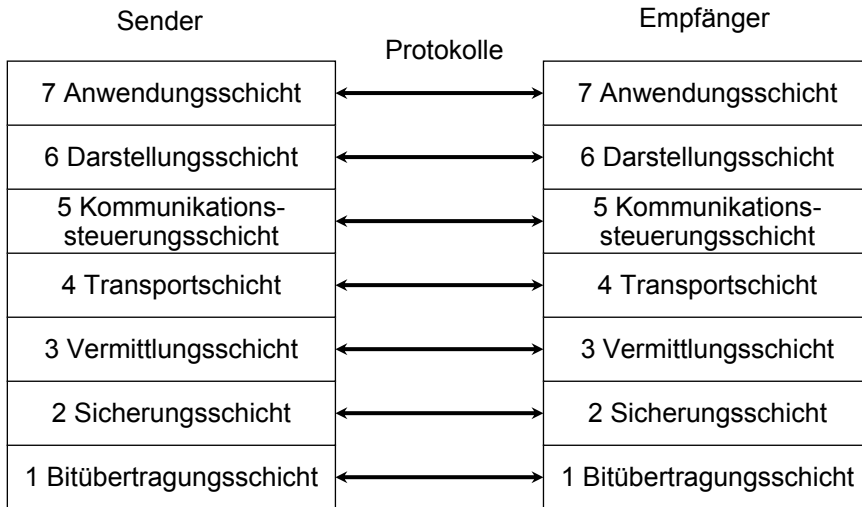 Sender
Empfänger
Protokolle
7 Anwendungsschicht
7 Anwendungsschicht
6 Darstellungsschicht
6 Darstellungsschicht
5 Kommunikations-
steuerungsschicht
5 Kommunikations-
steuerungsschicht
4 Transportschicht
4 Transportschicht
3 Vermittlungsschicht
3 Vermittlungsschicht
2 Sicherungsschicht
2 Sicherungsschicht
1 Bitübertragungsschicht
1 Bitübertragungsschicht